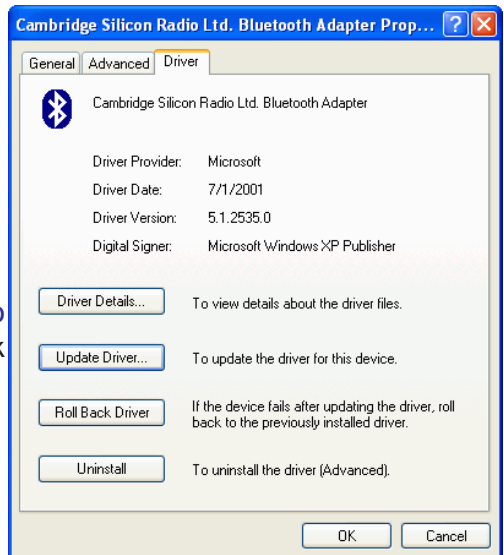 Cambridge Silicon Radio Ltd. Bluetooth Adapter Prop...
General Advanced Driver
Cambridge Silicon Radio Ltd. Bluetooth Adapter
Driver Provider: Microsoft
Driver Date: 7/1/2001
Driver Version: 5.1.2535.0
Digital Signer: Microsoft Windows XP Publisher
Driver Details... To view details about the driver files.
Update Driver... To update the driver for this device.
Roll Back Driver If the device fails after updating the driver, roll
back to the previously installed driver.
Uninstall To uninstall the driver (Advanced).
OK Cancel